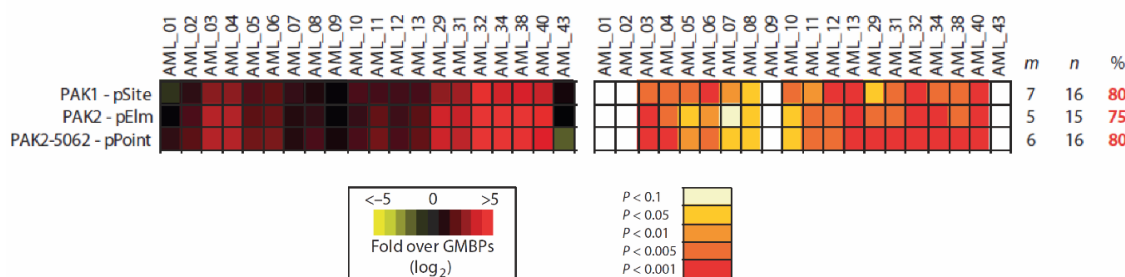 AML_01 AML_02 AML_03 AML_04 AML_05 AML_06 AML_07 AML_08 AML_09 AML_10 AML_11 AML_12 AML_13 AML_29 AML_31 AML_32 AML_34 AML_38 AML_40 AML_43
AML_01 AML_02 AML_03 AML_04 AML_05 AML_06 AML_07 AML_08 AML_09 AML_10 AML_11 AML_12 AML_13 AML_29 AML_31 AML_32 AML_34 AML_38 AML_40 AML_43
m n %
PAK1 - pSite 7 16 80
PAK2 - pElm 5 15 75
PAK2-5062 - pPoint 6 16 80
<–5 0 >5
Fold over GMBPs
(log2)
P < 0.1
P < 0.05
P < 0.01
P < 0.005
P < 0.001